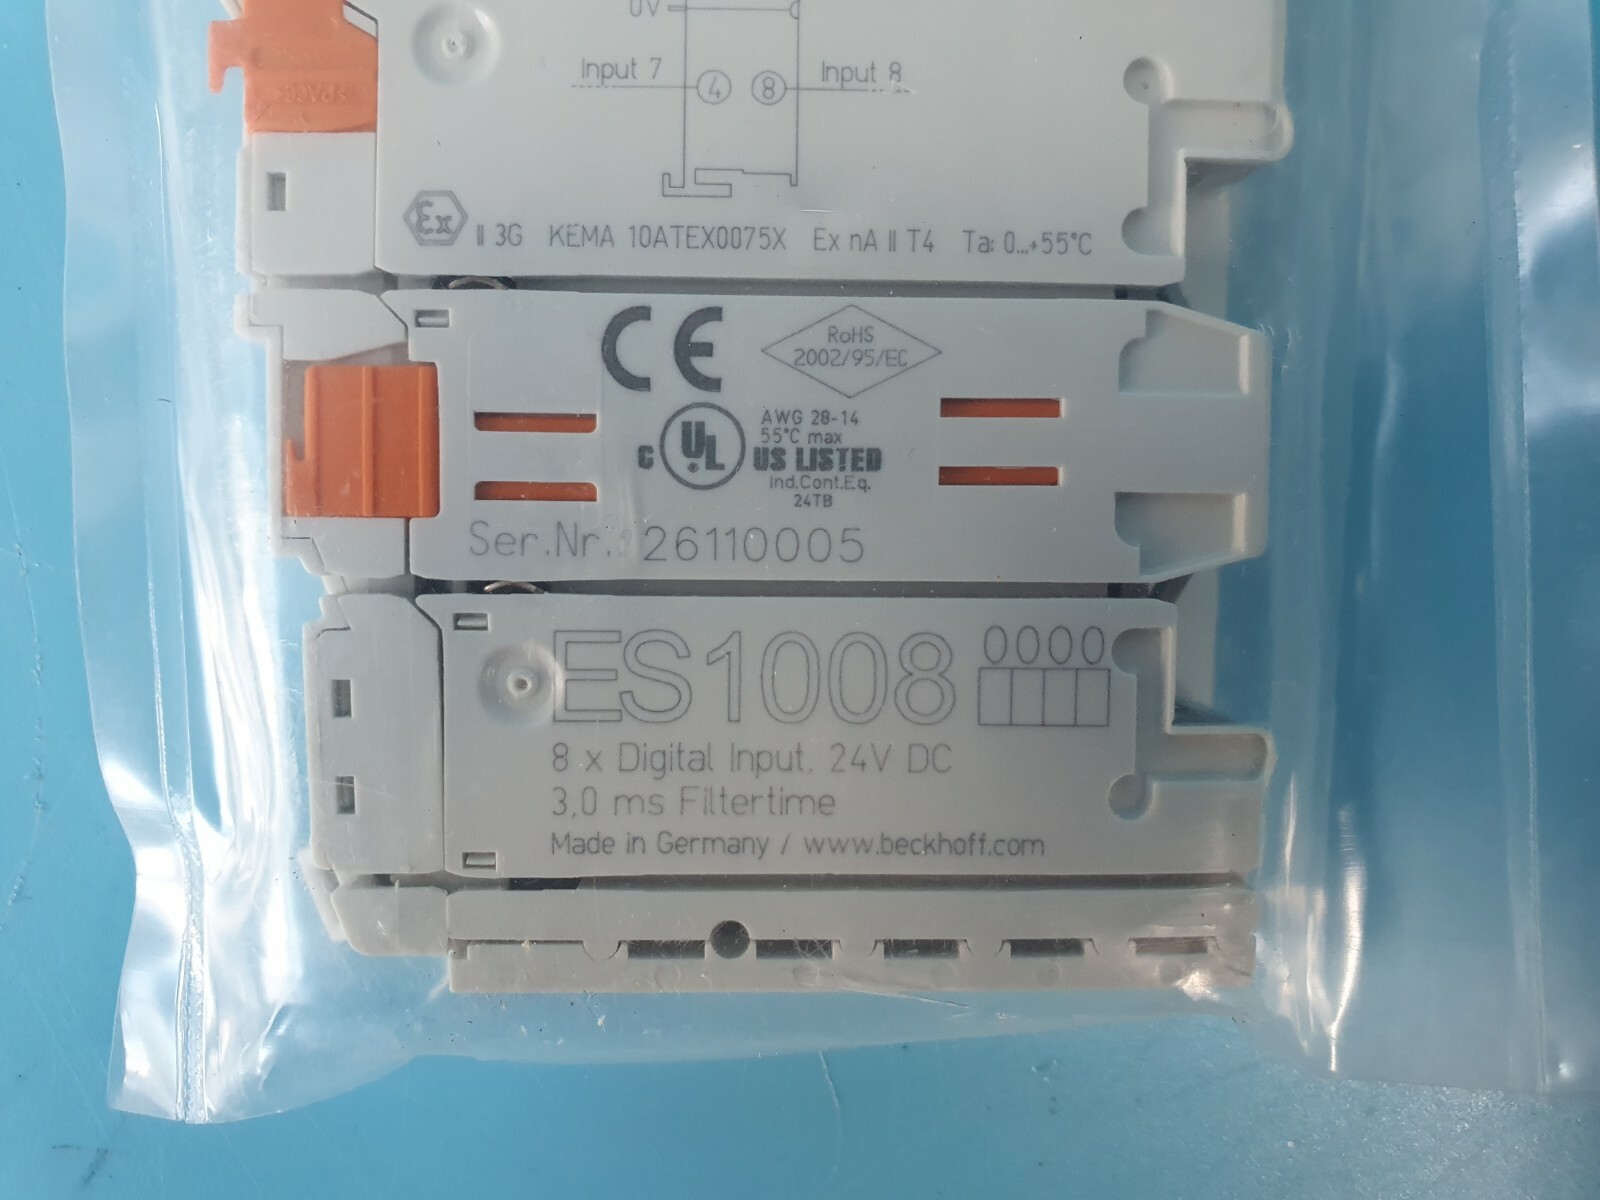 0V
Input 7
4
8
Input 8
>PA66<
Ex II 3G KEMA 10ATEX0075X Ex nA II T4 Ta: 0...+55°C
CE
RoHS
2002/95/EC
AWG 28-14
55°C max
c UL US LISTED
Ind.Cont.Eq.
24TB
Ser.Nr.: 26110005
ES1008
0000
8 x Digital Input, 24V DC
3,0 ms Filtertime
Made in Germany / www.beckhoff.com